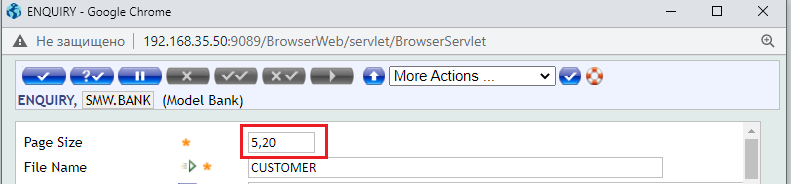 ENQUIRY - Google Chrome
Не защищено 192.168.35.50:9089/BrowserWeb/servlet/BrowserServlet
More Actions ...
ENQUIRY, SMW.BANK (Model Bank)
Page Size 5,20
File Name CUSTOMER